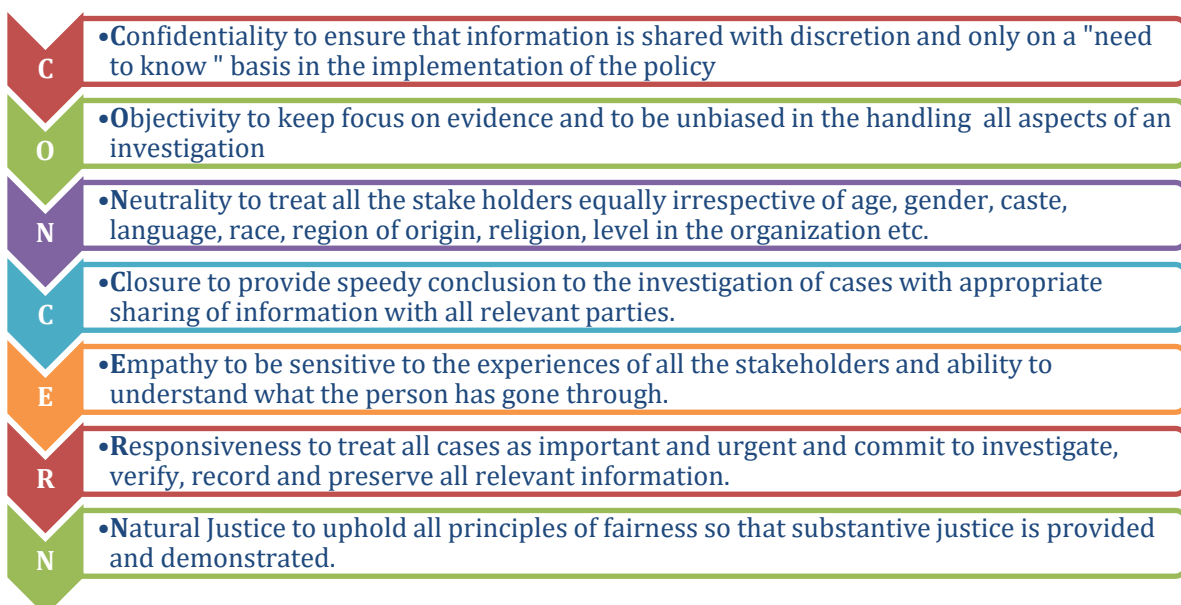 C
•Confidentiality to ensure that information is shared with discretion and only on a "need
to know " basis in the implementation of the policy
O
•Objectivity to keep focus on evidence and to be unbiased in the handling  all aspects of an
investigation
N
•Neutrality to treat all the stake holders equally irrespective of age, gender, caste,
language, race, region of origin, religion, level in the organization etc.
C
•Closure to provide speedy conclusion to the investigation of cases with appropriate
sharing of information with all relevant parties.
E
•Empathy to be sensitive to the experiences of all the stakeholders and ability to
understand what the person has gone through.
R
•Responsiveness to treat all cases as important and urgent and commit to investigate,
verify, record and preserve all relevant information.
N
•Natural Justice to uphold all principles of fairness so that substantive justice is provided
and demonstrated.